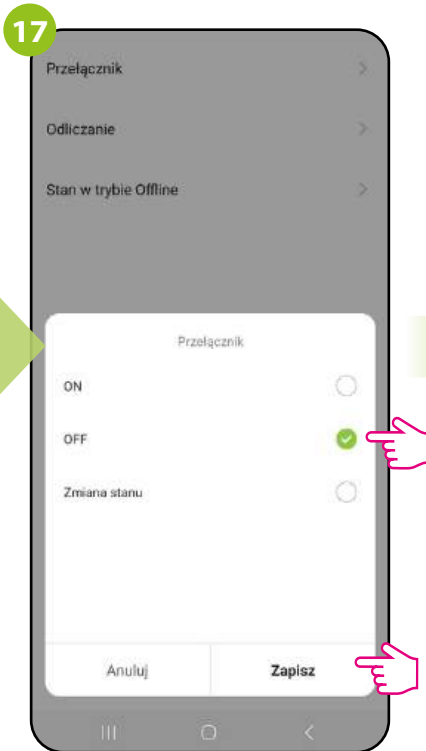 17
Przełącznik
Odliczanie
Stan w trybie Offline
Przełącznik
ON
OFF
Zmiana stanu
Anuluj Zapisz